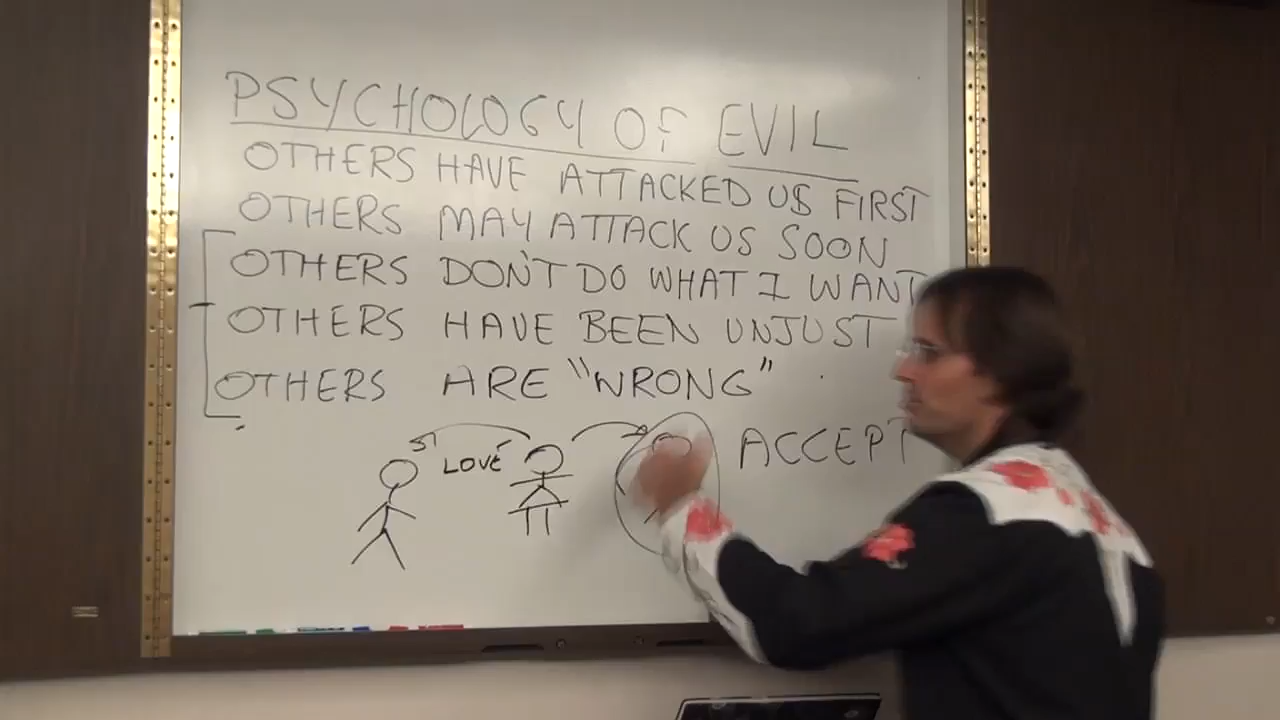 PSYCHOLOGY OF EVIL
OTHERS HAVE ATTACKED US FIRST
OTHERS MAY ATTACK US SOON
OTHERS DON'T DO WHAT I WANT
OTHERS HAVE BEEN UNJUST
OTHERS ARE "WRONG"
LOVE
ACCEPT